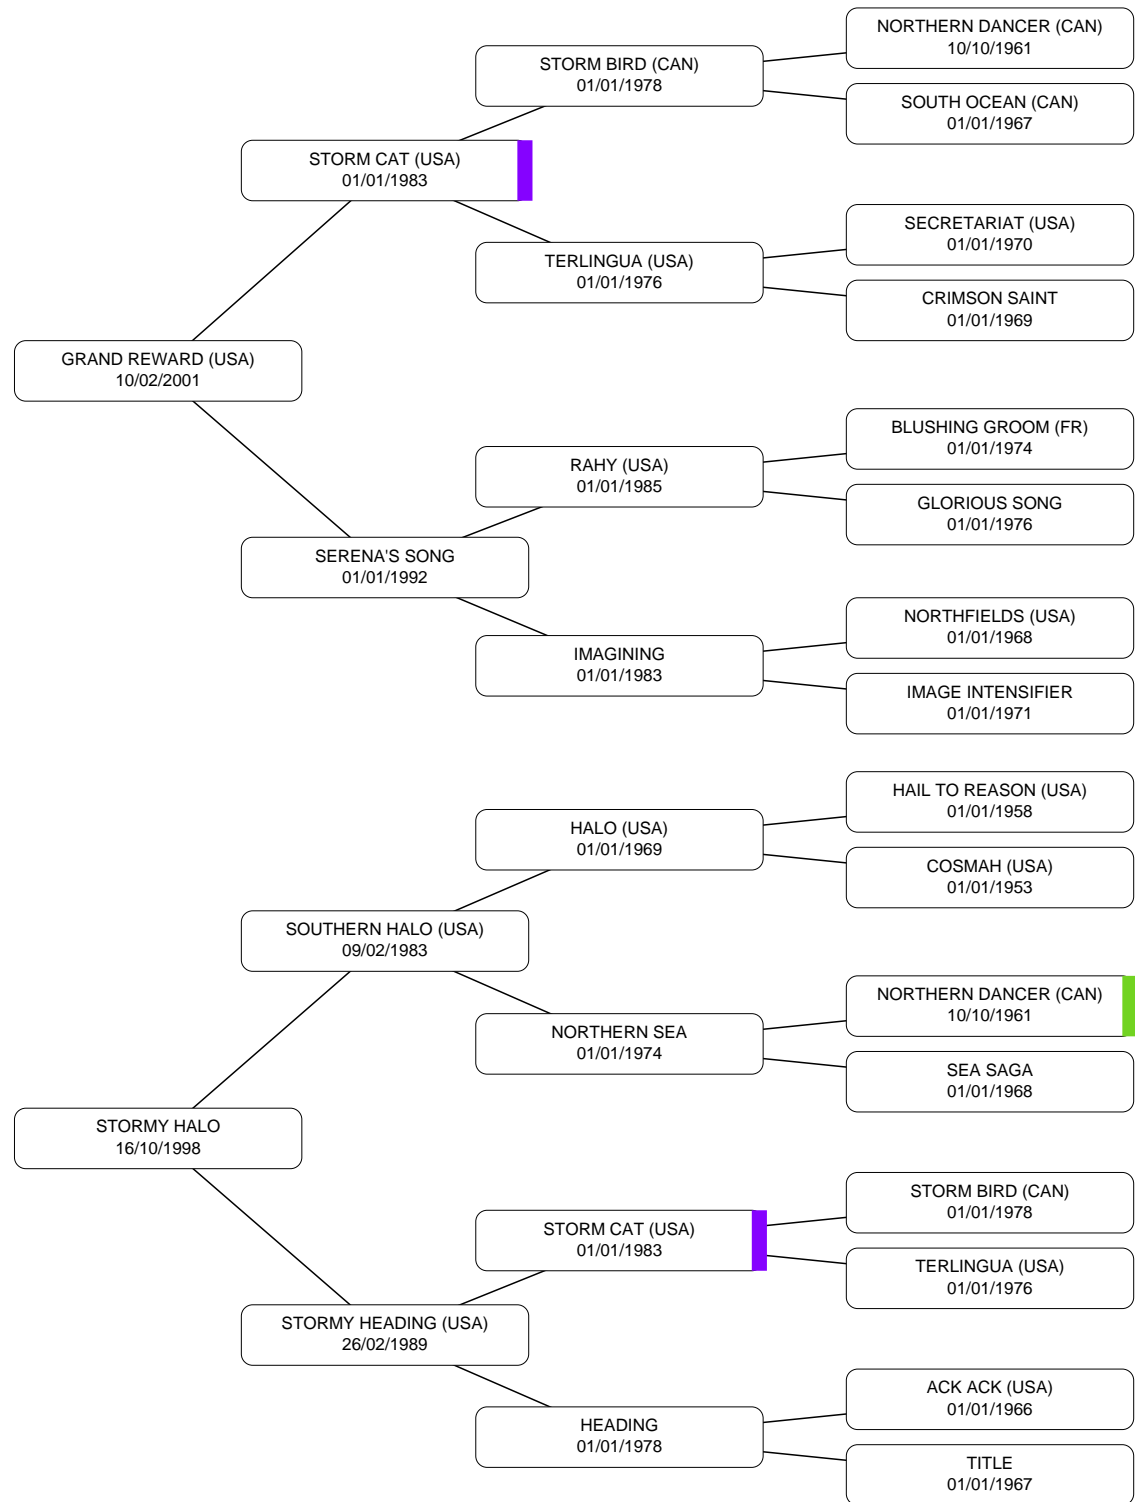 NORTHERN DANCER (CAN)
10/10/1961
STORM BIRD (CAN)
01/01/1978
SOUTH OCEAN (CAN)
01/01/1967
STORM CAT (USA)
01/01/1983
SECRETARIAT (USA)
01/01/1970
TERLINGUA (USA)
01/01/1976
CRIMSON SAINT
01/01/1969
GRAND REWARD (USA)
10/02/2001
BLUSHING GROOM (FR)
01/01/1974
RAHY (USA)
01/01/1985
GLORIOUS SONG
01/01/1976
SERENA'S SONG
01/01/1992
NORTHFIELDS (USA)
01/01/1968
IMAGINING
01/01/1983
IMAGE INTENSIFIER
01/01/1971
HAIL TO REASON (USA)
01/01/1958
HALO (USA)
01/01/1969
COSMAH (USA)
01/01/1953
SOUTHERN HALO (USA)
09/02/1983
NORTHERN DANCER (CAN)
10/10/1961
NORTHERN SEA
01/01/1974
SEA SAGA
01/01/1968
STORMY HALO
16/10/1998
STORM BIRD (CAN)
01/01/1978
STORM CAT (USA)
01/01/1983
TERLINGUA (USA)
01/01/1976
STORMY HEADING (USA)
26/02/1989
ACK ACK (USA)
01/01/1966
HEADING
01/01/1978
TITLE
01/01/1967